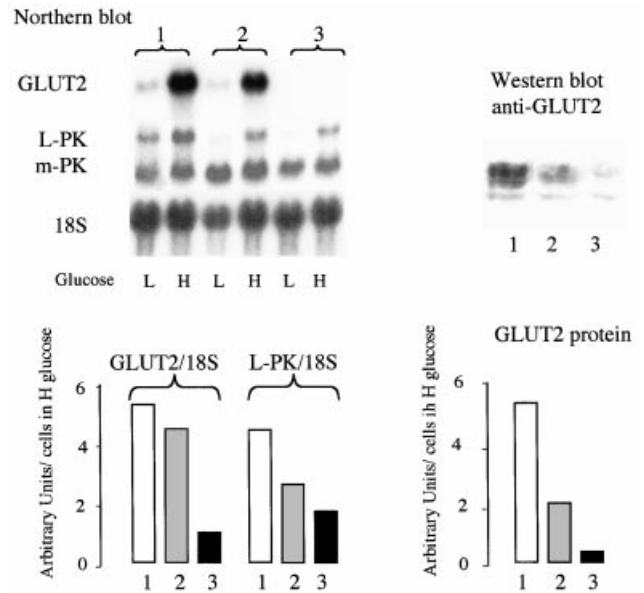 Northern blot
1 2 3
GLUT2
L-PK
m-PK
18S
Glucose L H L H L H
Western blot
anti-GLUT2
1 2 3
GLUT2/18S L-PK/18S
Arbitrary Units/ cells in H glucose
6
4
2
0
1 2 3 1 2 3
GLUT2 protein
Arbitrary Units/ cells ih H glucose
6
4
2
0
1 2 3